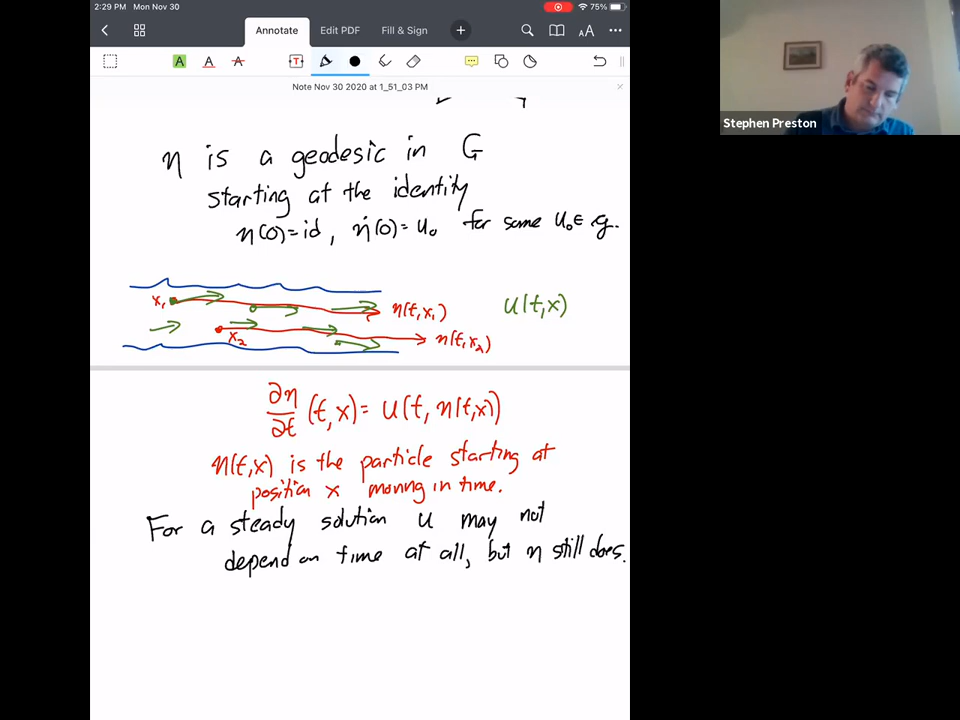 2:29 PM Mon Nov 30
75%
Annotate Edit PDF Fill & Sign
Note Nov 30 2020 at 1_51_03 PM
Stephen Preston
η is a geodesic in G
starting at the identity
η(0)=id, η̇(0)=u₀ for some u₀∈ g.
x₁ η(t,x₁) u(t,x)
x₂ η(t,x₂)
∂η/∂t (t,x)= u(t, η(t,x))
η(t,x) is the particle starting at
position x moving in time.
For a steady solution u may not
depend on time at all, but η still does.